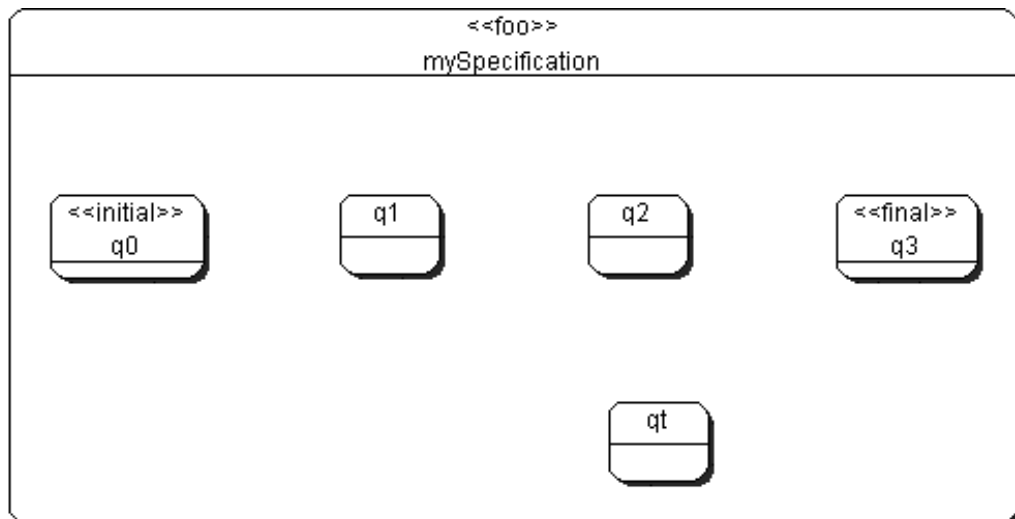 <<foo>>
mySpecification
<<initial>>
q0
q1
q2
<<final>>
q3
qt